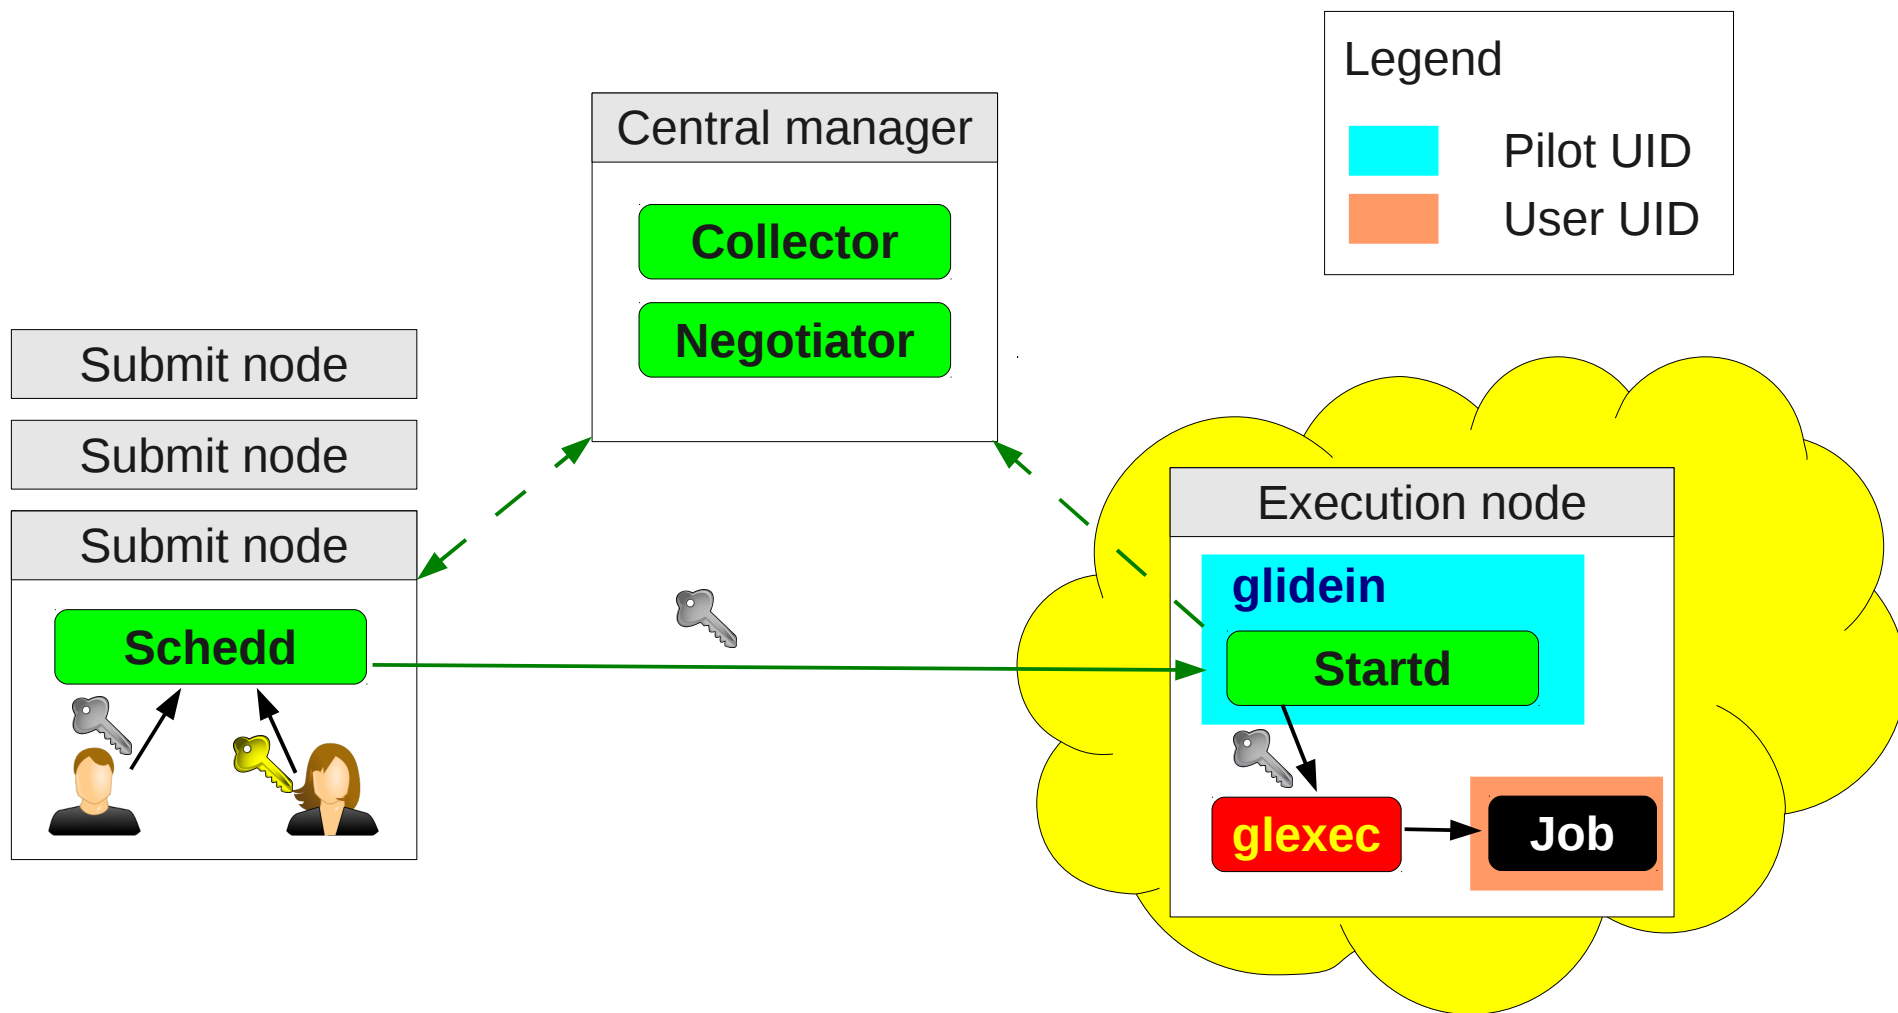 Legend
Pilot UID
User UID
Central manager
Collector
Negotiator
Submit node
Submit node
Submit node
Schedd
Execution node
glidein
Startd
glexec
Job